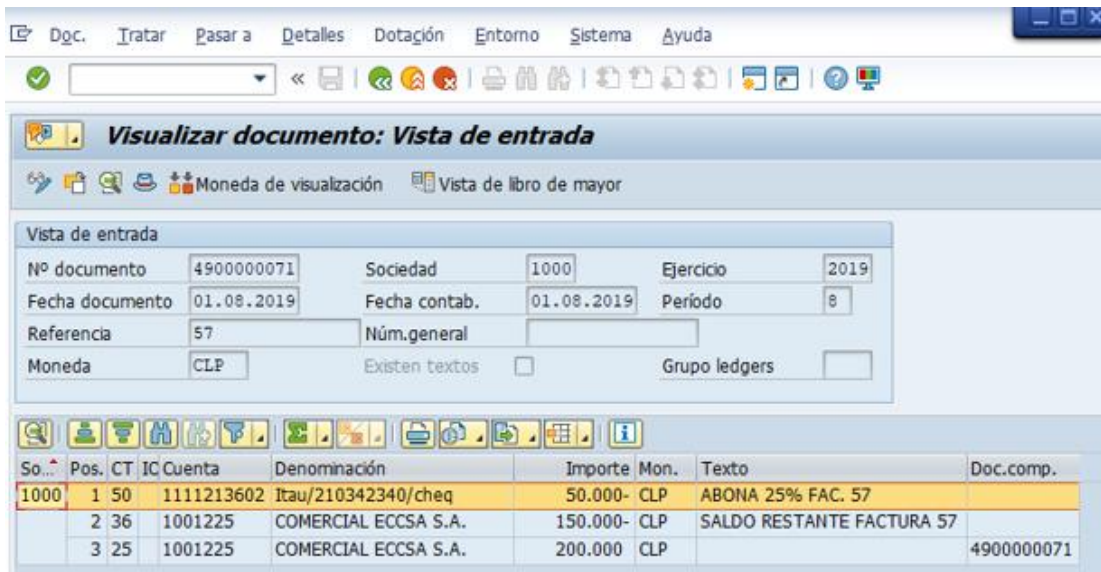 Doc. Tratar Pasar a Detalles Dotación Entorno Sistema Ayuda
Visualizar documento: Vista de entrada
Moneda de visualización Vista de libro de mayor
Vista de entrada
Nº documento 4900000071 Sociedad 1000 Ejercicio 2019
Fecha documento 01.08.2019 Fecha contab. 01.08.2019 Período 8
Referencia 57 Núm.general
Moneda CLP Existen textos Grupo ledgers
So... Pos. CT IC Cuenta Denominación Importe Mon. Texto Doc.comp.
1000 1 50 1111213602 Itau/210342340/cheq 50.000- CLP ABONA 25% FAC. 57
2 36 1001225 COMERCIAL ECCSA S.A. 150.000- CLP SALDO RESTANTE FACTURA 57
3 25 1001225 COMERCIAL ECCSA S.A. 200.000 CLP 4900000071